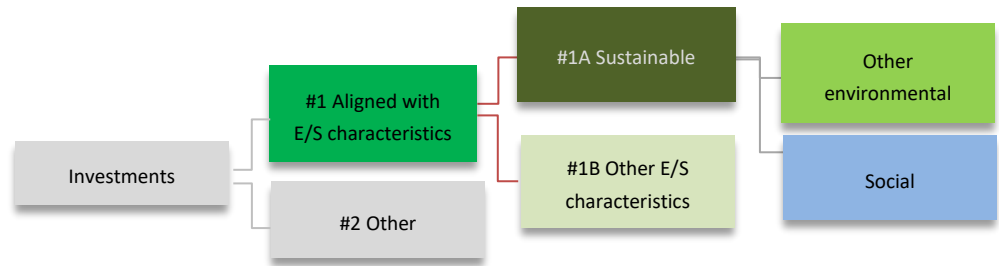 Investments
#1 Aligned with
E/S characteristics
#2 Other
#1A Sustainable
#1B Other E/S
characteristics
Other
environmental
Social